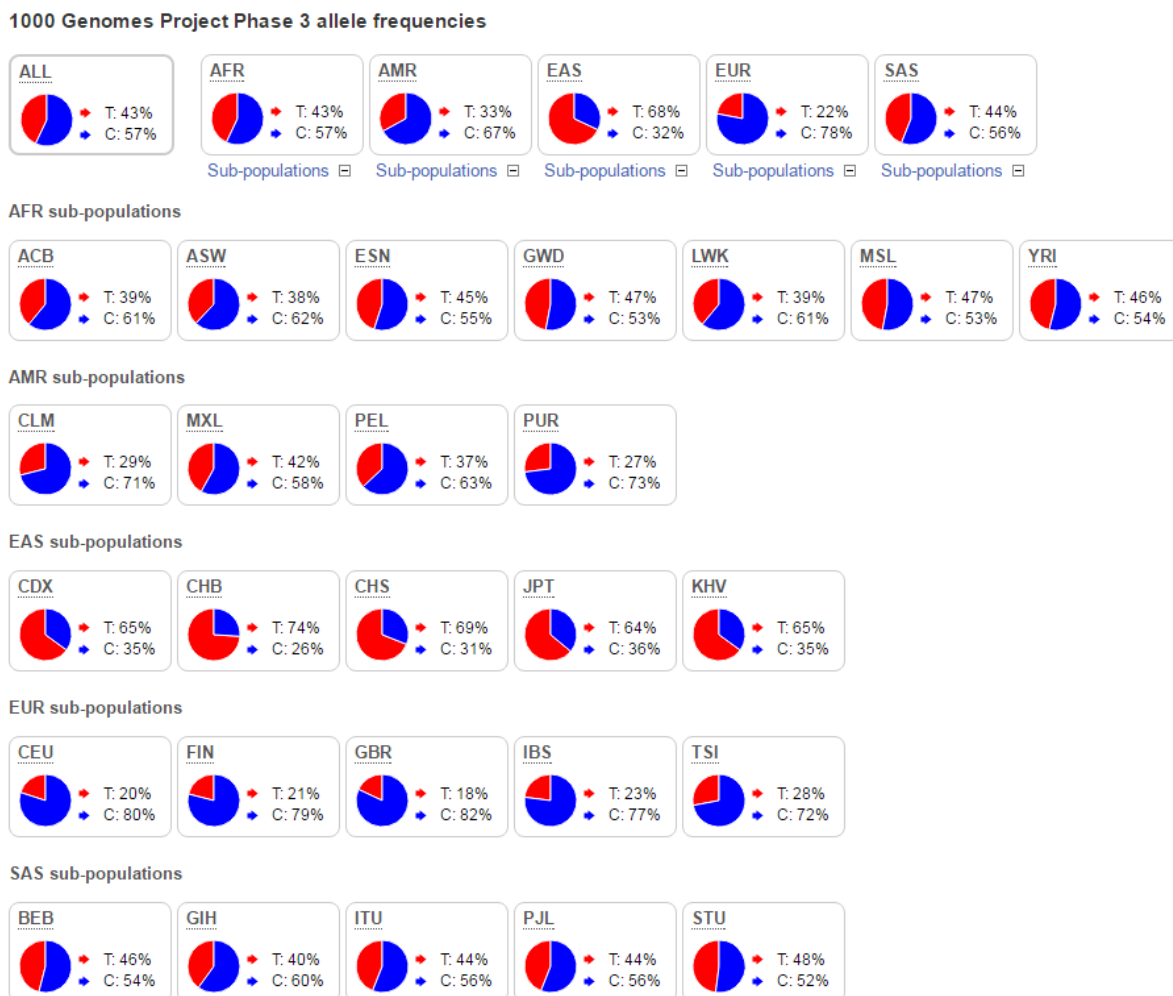 1000 Genomes Project Phase 3 allele frequencies
ALL AFR AMR EAS EUR SAS
T: 43% T: 43% T: 33% T: 68% T: 22% T: 44%
C: 57% C: 57% C: 67% C: 32% C: 78% C: 56%
Sub-populations Sub-populations Sub-populations Sub-populations Sub-populations
AFR sub-populations
ACB ASW ESN GWD LWK MSL YRI
T: 39% T: 38% T: 45% T: 47% T: 39% T: 47% T: 46%
C: 61% C: 62% C: 55% C: 53% C: 61% C: 53% C: 54%
AMR sub-populations
CLM MXL PEL PUR
T: 29% T: 42% T: 37% T: 27%
C: 71% C: 58% C: 63% C: 73%
EAS sub-populations
CDX CHB CHS JPT KHV
T: 65% T: 74% T: 69% T: 64% T: 65%
C: 35% C: 26% C: 31% C: 36% C: 35%
EUR sub-populations
CEU FIN GBR IBS TSI
T: 20% T: 21% T: 18% T: 23% T: 28%
C: 80% C: 79% C: 82% C: 77% C: 72%
SAS sub-populations
BEB GIH ITU PJL STU
T: 46% T: 40% T: 44% T: 44% T: 48%
C: 54% C: 60% C: 56% C: 56% C: 52%